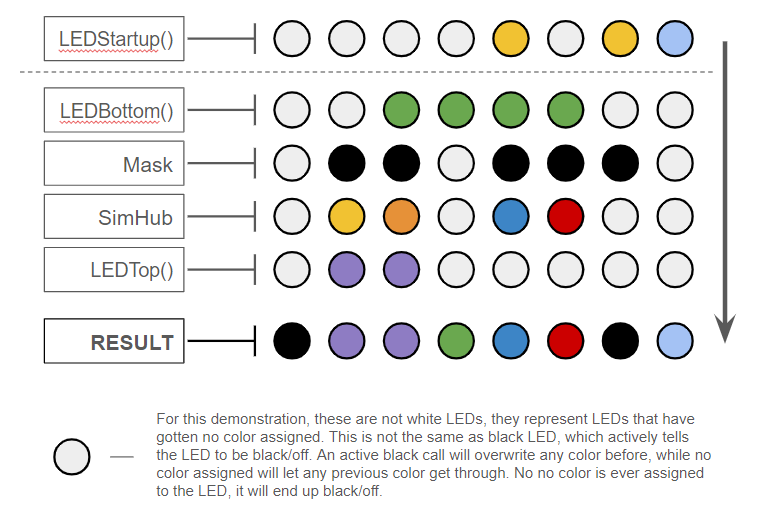 LEDStartup()
LEDBottom()
Mask
SimHub
LEDTop()
RESULT
For this demonstration, these are not white LEDs, they represent LEDs that have
gotten no color assigned. This is not the same as black LED, which actively tells
the LED to be black/off. An active black call will overwrite any color before, while no
color assigned will let any previous color get through. No no color is ever assigned
to the LED, it will end up black/off.